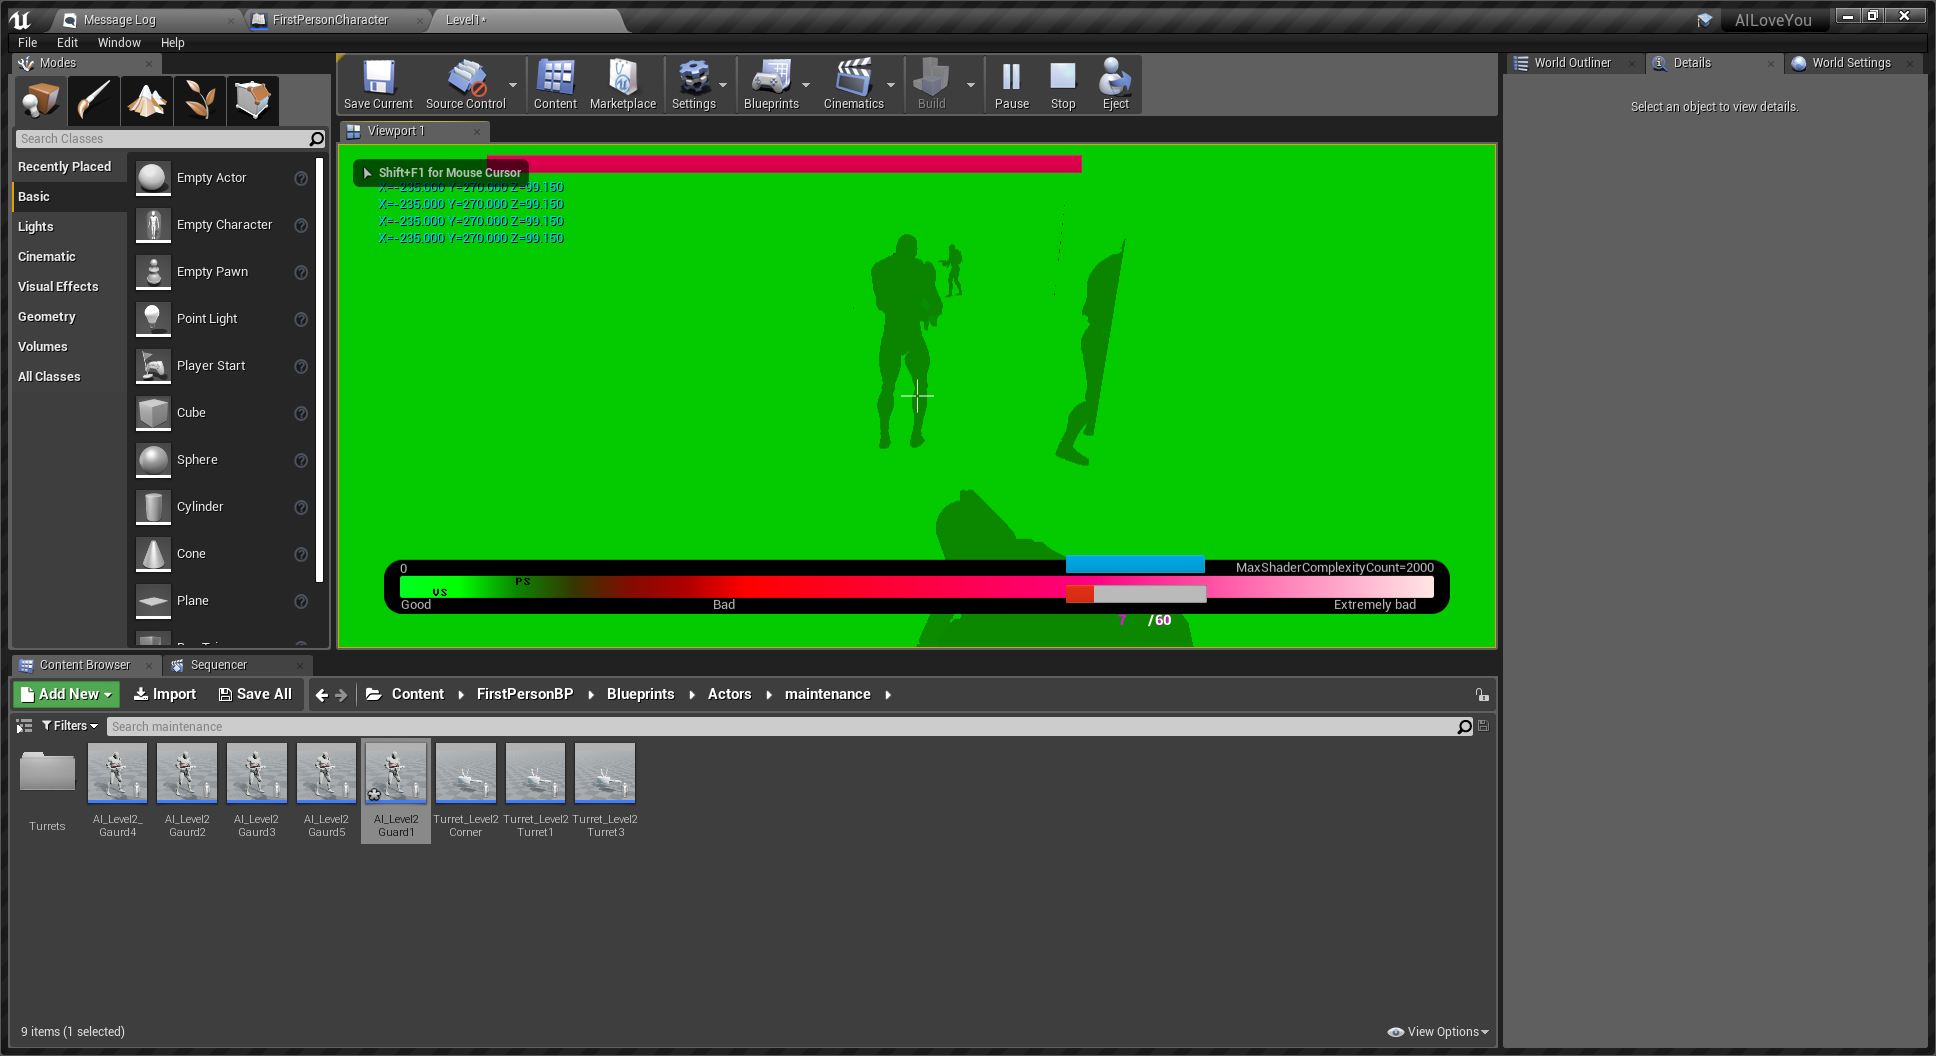 Message Log
FirstPersonCharacter
Level1*
AILoveYou
File Edit Window Help
Modes
Search Classes
Recently Placed
Basic
Lights
Cinematic
Visual Effects
Geometry
Volumes
All Classes
Empty Actor
Empty Character
Empty Pawn
Point Light
Player Start
Cube
Sphere
Cylinder
Cone
Plane
Save Current
Source Control
Content
Marketplace
Settings
Blueprints
Cinematics
Build
Pause
Stop
Eject
Viewport 1
Shift+F1 for Mouse Cursor
X=-235.000 Y=270.000 Z=99.150
X=-235.000 Y=270.000 Z=99.150
X=-235.000 Y=270.000 Z=99.150
X=-235.000 Y=270.000 Z=99.150
0
MaxShaderComplexityCount=2000
PS
VS
Good
Bad
Extremely bad
7 /60
World Outliner
Details
World Settings
Select an object to view details.
Content Browser
Sequencer
Add New
Import
Save All
Content
FirstPersonBP
Blueprints
Actors
maintenance
Filters
Search maintenance
Turrets
AI_Level2_
Gaurd4
AI_Level2
Gaurd2
AI_Level2
Gaurd3
AI_Level2
Gaurd5
AI_Level2
Guard1
Turret_Level2
Corner
Turret_Level2
Turret1
Turret_Level2
Turret3
9 items (1 selected)
View Options